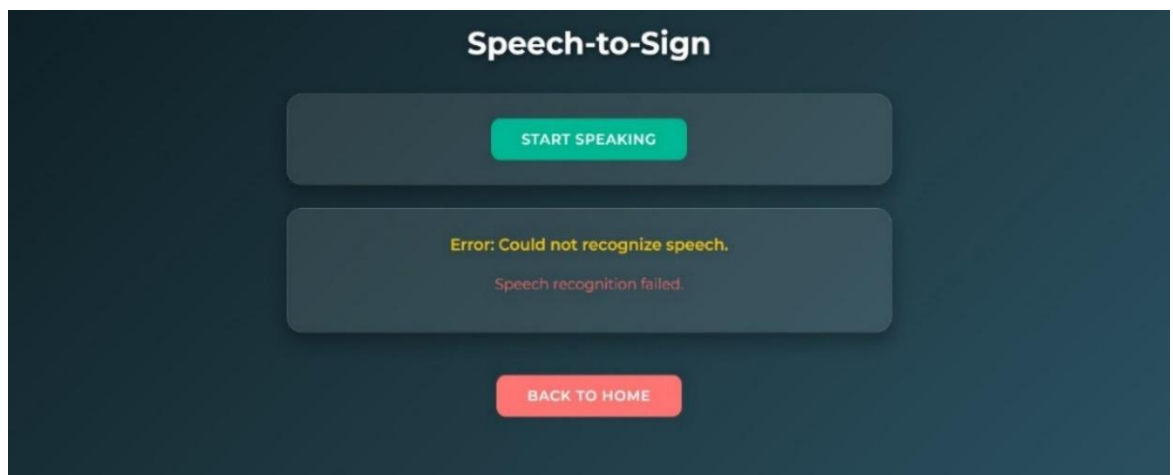 Speech-to-Sign
START SPEAKING
Error: Could not recognize speech.
Speech recognition failed.
BACK TO HOME